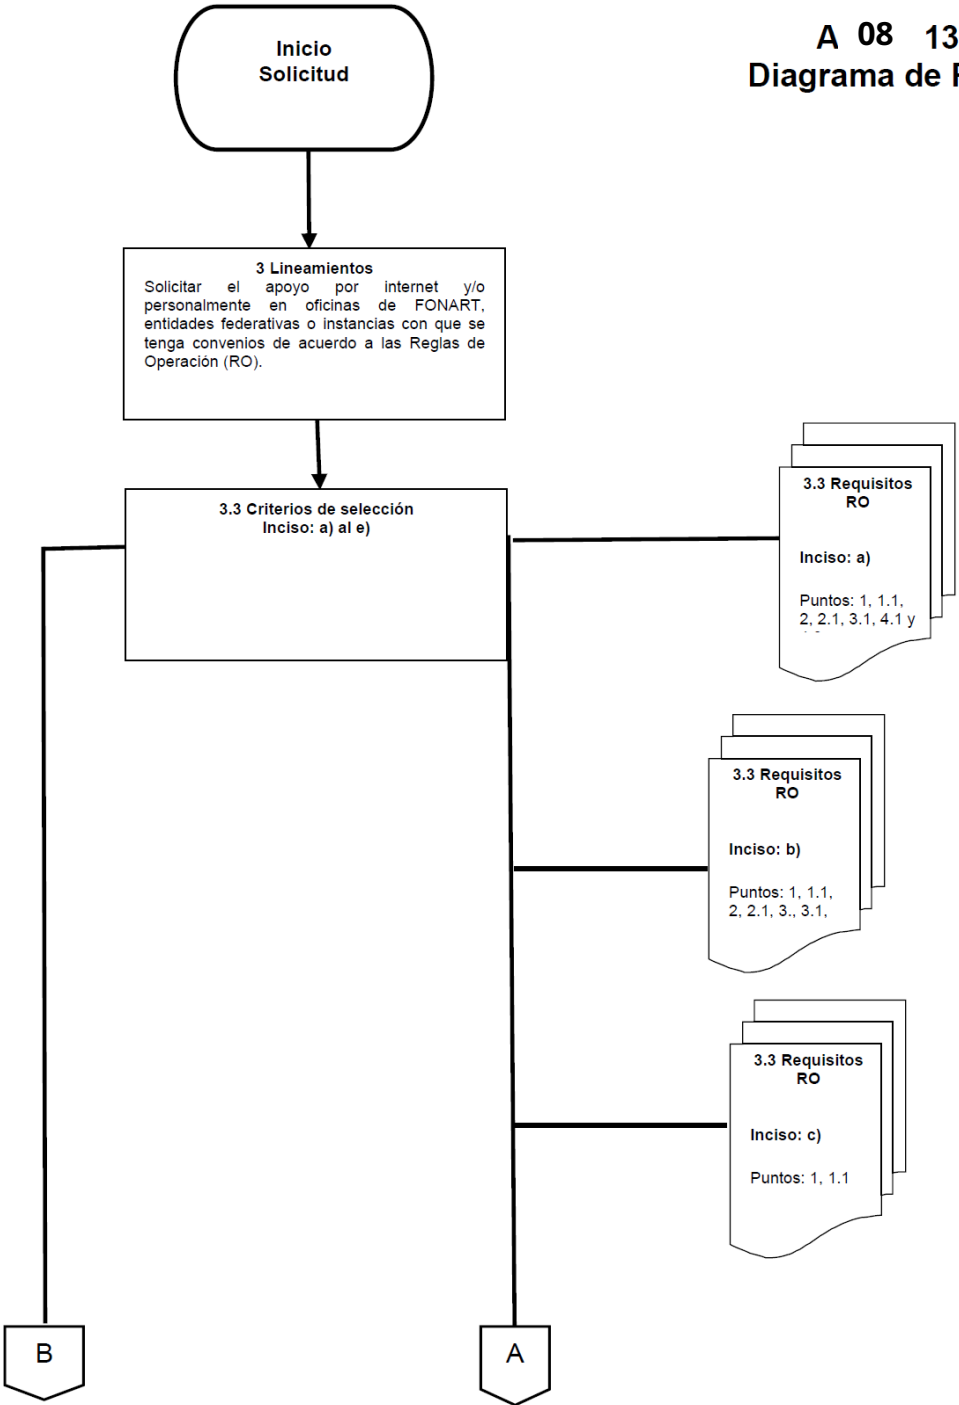 A 08 13
Diagrama de
Inicio
Solicitud
3 Lineamientos
Solicitar el apoyo por internet y/o
personalmente en oficinas de FONART,
entidades federativas o instancias con que se
tenga convenios de acuerdo a las Reglas de
Operación (RO).
3.3 Criterios de selección
Inciso: a) al e)
3.3 Requisitos
RO
Inciso: a)
Puntos: 1, 1.1,
2, 2.1, 3.1, 4.1 y
3.3 Requisitos
RO
Inciso: b)
Puntos: 1, 1.1,
2, 2.1, 3., 3.1,
3.3 Requisitos
RO
Inciso: c)
Puntos: 1, 1.1
B
A